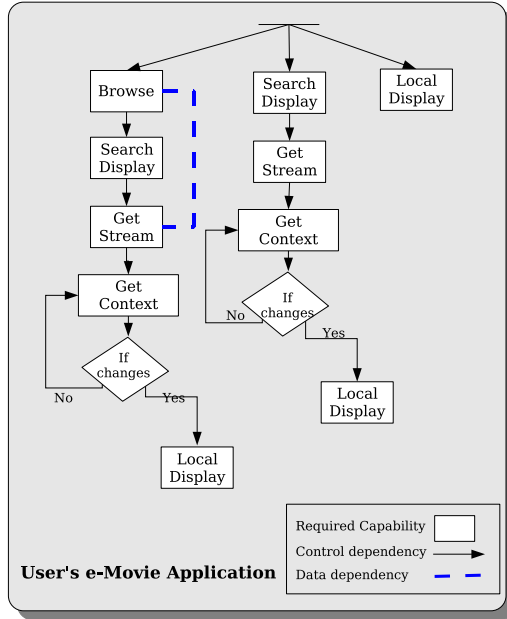 Browse
Search
Display
Get
Stream
Get
Context
If
changes
No
Yes
Local
Display
Search
Display
Get
Stream
Get
Context
If
changes
No
Yes
Local
Display
Local
Display
User's e-Movie Application
Required Capability
Control dependency
Data dependency